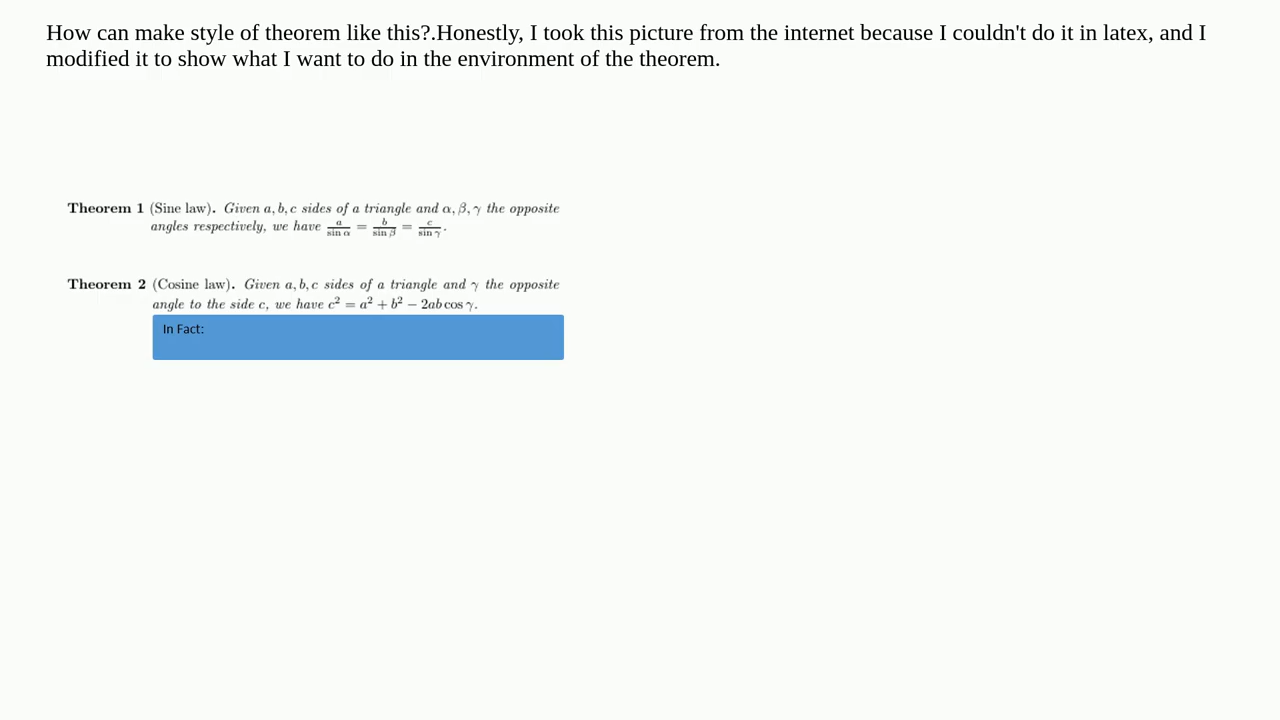 How can make style of theorem like this?.Honestly, I took this picture from the internet because I couldn't do it in latex, and I
modified it to show what I want to do in the environment of the theorem.
Theorem 1 (Sine law). Given a, b, c sides of a triangle and α, β, γ the opposite
angles respectively, we have a/sin α = b/sin β = c/sin γ.
Theorem 2 (Cosine law). Given a, b, c sides of a triangle and γ the opposite
angle to the side c, we have c² = a² + b² − 2ab cos γ.
In Fact: